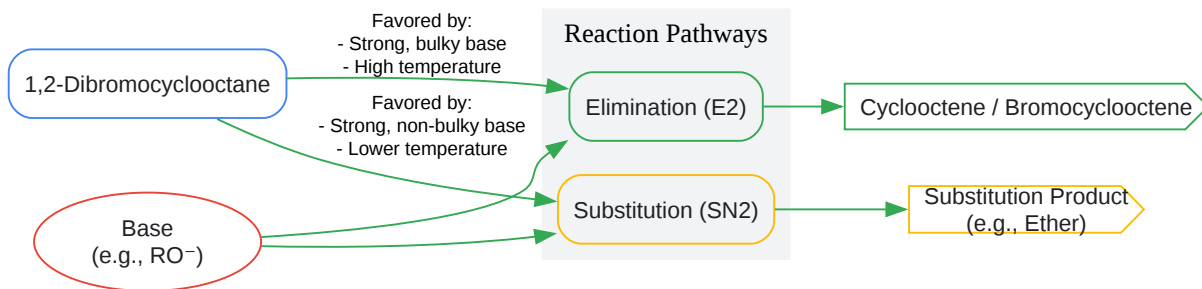 Favored by:
- Strong, bulky base
- High temperature
Reaction Pathways
1,2-Dibromocyclooctane
Elimination (E2)
Cyclooctene / Bromocyclooctene
Favored by:
- Strong, non-bulky base
- Lower temperature
Substitution (SN2)
Substitution Product
(e.g., Ether)
Base
(e.g., RO⁻)